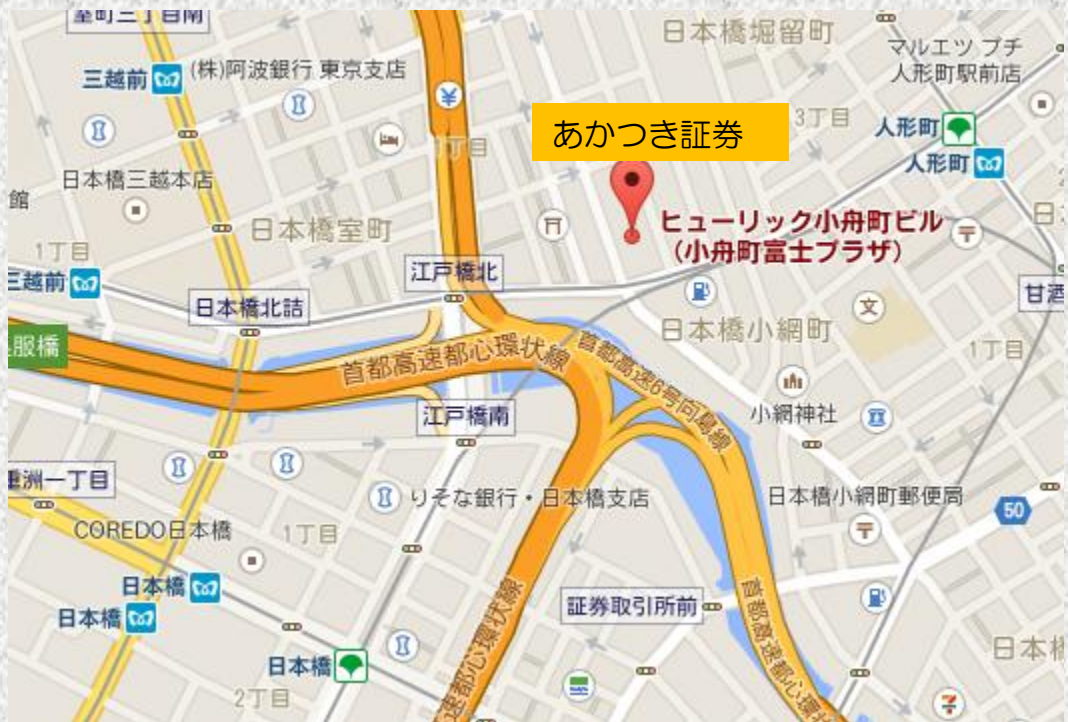 室町三丁目南
日本橋堀留町
マルエツ プチ
人形町駅前店
三越前
(株)阿波銀行 東京支店
¥
あかつき証券
3丁目
人形町
人形町
1丁目
日本橋三越本店
館
日本橋室町
ヒューリック小舟町ビル
(小舟町富士プラザ)
1丁目
三越前
江戸橋北
日本橋北詰
甘酒
服橋
首都高速都心環状線
首都高速6号向島線
日本橋小網町
文
1丁目
小網神社
江戸橋南
重洲一丁目
りそな銀行・日本橋支店
日本橋小網町郵便局
50
COREDO日本橋
1丁目
日本橋
日本橋
証券取引所前
首都高速都心環状
速都心環状線
日本橋
日本橋
2丁目